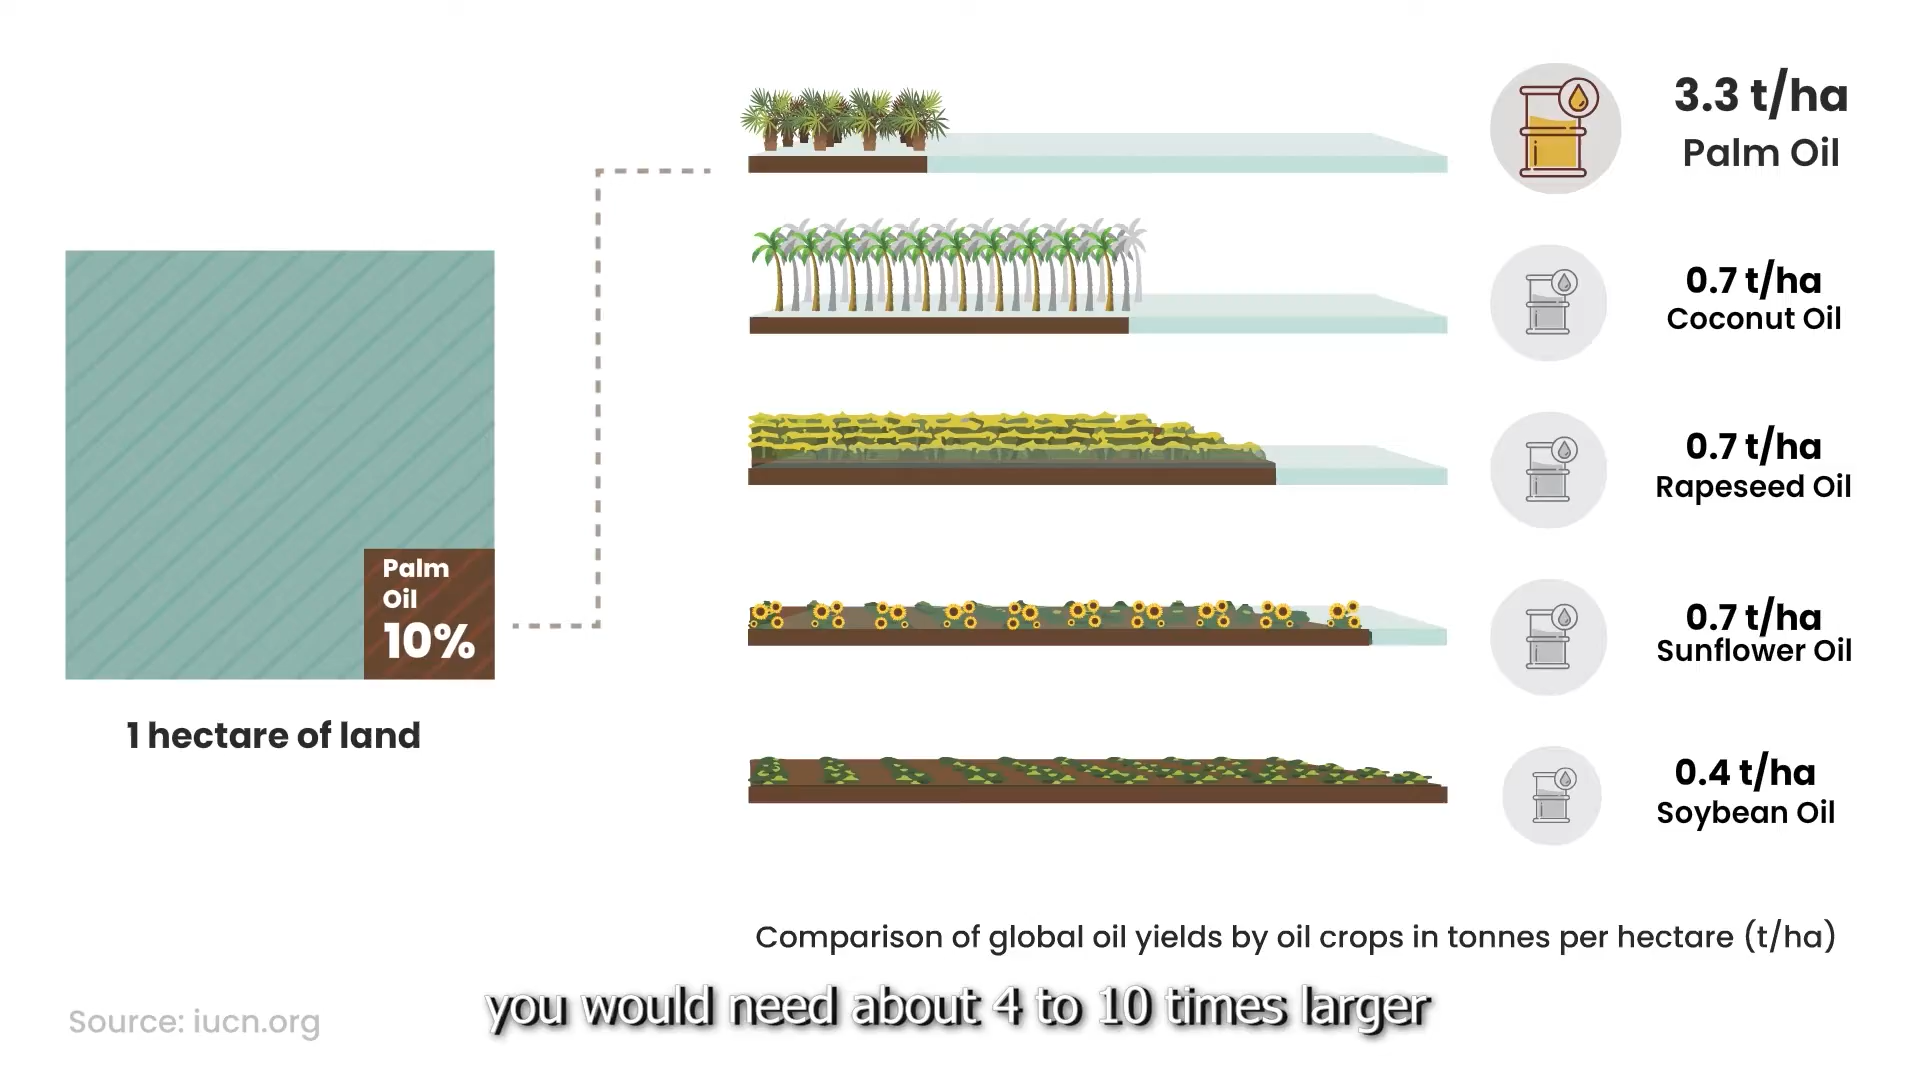 3.3 t/ha
Palm Oil
0.7 t/ha
Coconut Oil
0.7 t/ha
Rapeseed Oil
Palm
Oil
10%
0.7 t/ha
Sunflower Oil
1 hectare of land
0.4 t/ha
Soybean Oil
Comparison of global oil yields by oil crops in tonnes per hectare (t/ha)
you would need about 4 to 10 times larger
Source: iucn.org